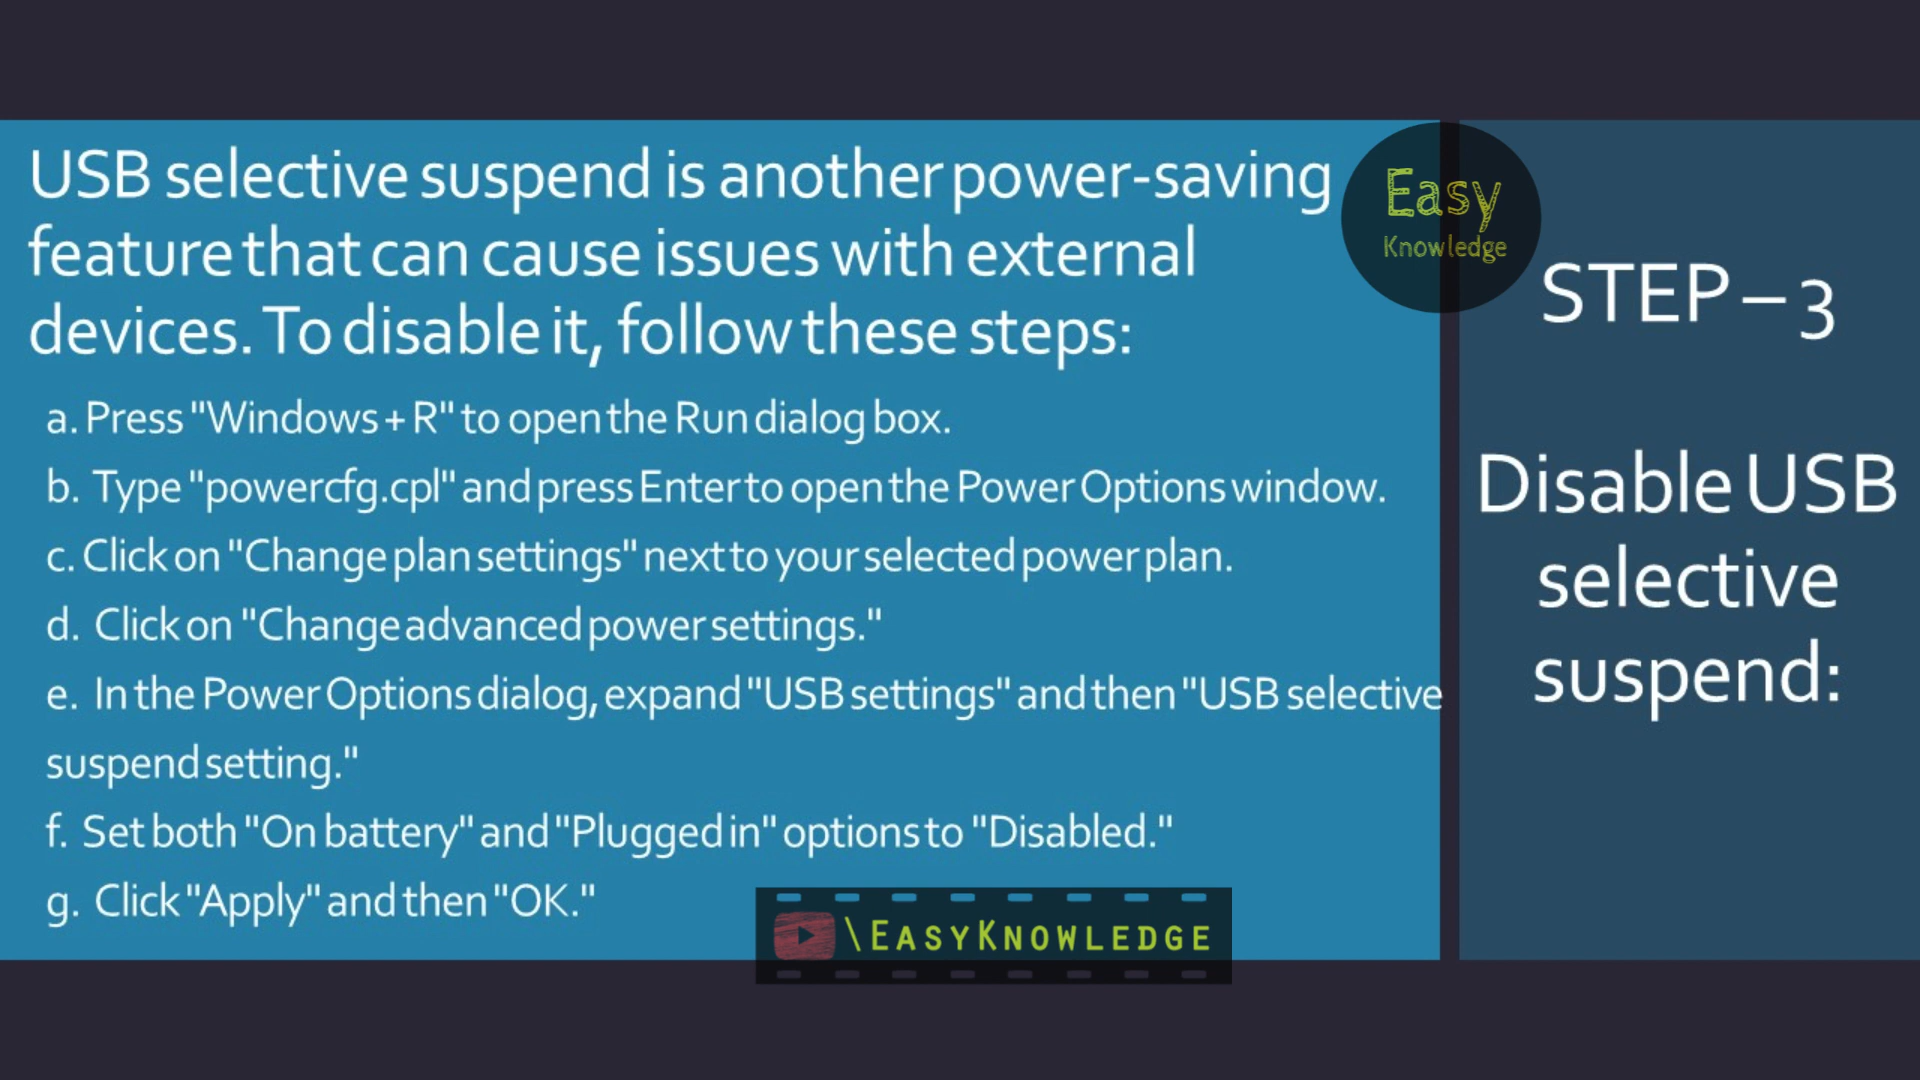 USB selective suspend is another power-saving
feature that can cause issues with external
devices. To disable it, follow these steps:
a. Press "Windows + R" to open the Run dialog box.
b. Type "powercfg.cpl" and press Enter to open the Power Options window.
c. Click on "Change plan settings" next to your selected power plan.
d. Click on "Change advanced power settings."
e. In the Power Options dialog, expand "USB settings" and then "USB selective
suspend setting."
f. Set both "On battery" and "Plugged in" options to "Disabled."
g. Click "Apply" and then "OK."
Easy
Knowledge
STEP – 3
Disable USB
selective
suspend:
\EasyKnowledge